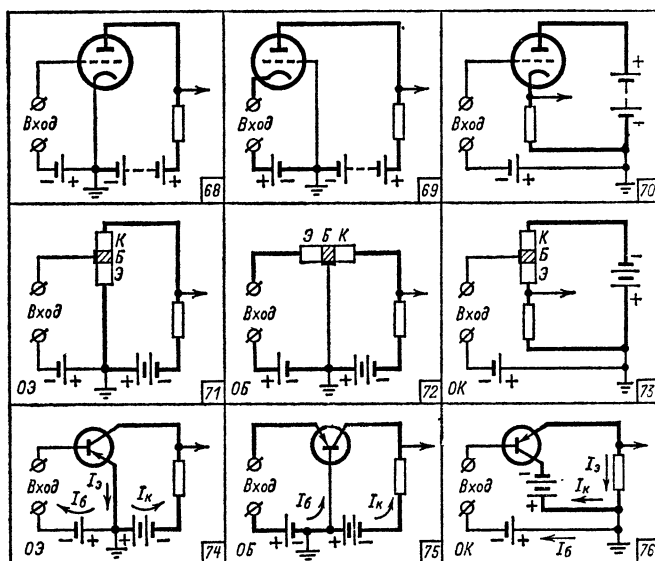 Вход
- + - + 68
Вход
+ - - + 69
Вход
+
+
- + 70
К
Б
Э
Вход
ОЭ - + + - 71
Э Б К
Вход
ОБ + - + - 72
К
Б
Э
-
+
Вход
ОК - + 73
Iэ
Вход
Iб
Iк
ОЭ - + + - 74
Вход
Iб
Iк
ОБ + - + - 75
-
+
Iэ
Iк
Вход
ОК - + Iб 76